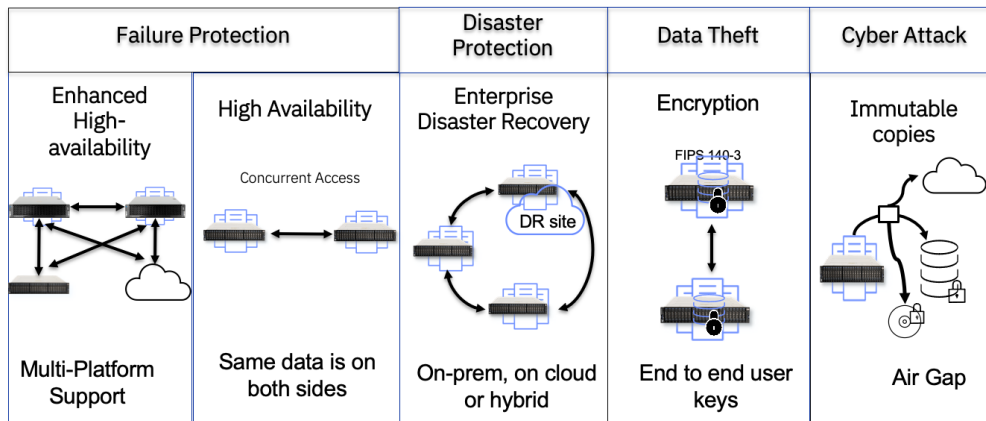 Failure Protection
Disaster
Protection
Data Theft
Cyber Attack
Enhanced
High-
availability
Multi-Platform
Support
High Availability
Concurrent Access
Same data is on
both sides
Enterprise
Disaster Recovery
DR site
On-prem, on cloud
or hybrid
Encryption
FIPS 140-3
End to end user
keys
Immutable
copies
Air Gap